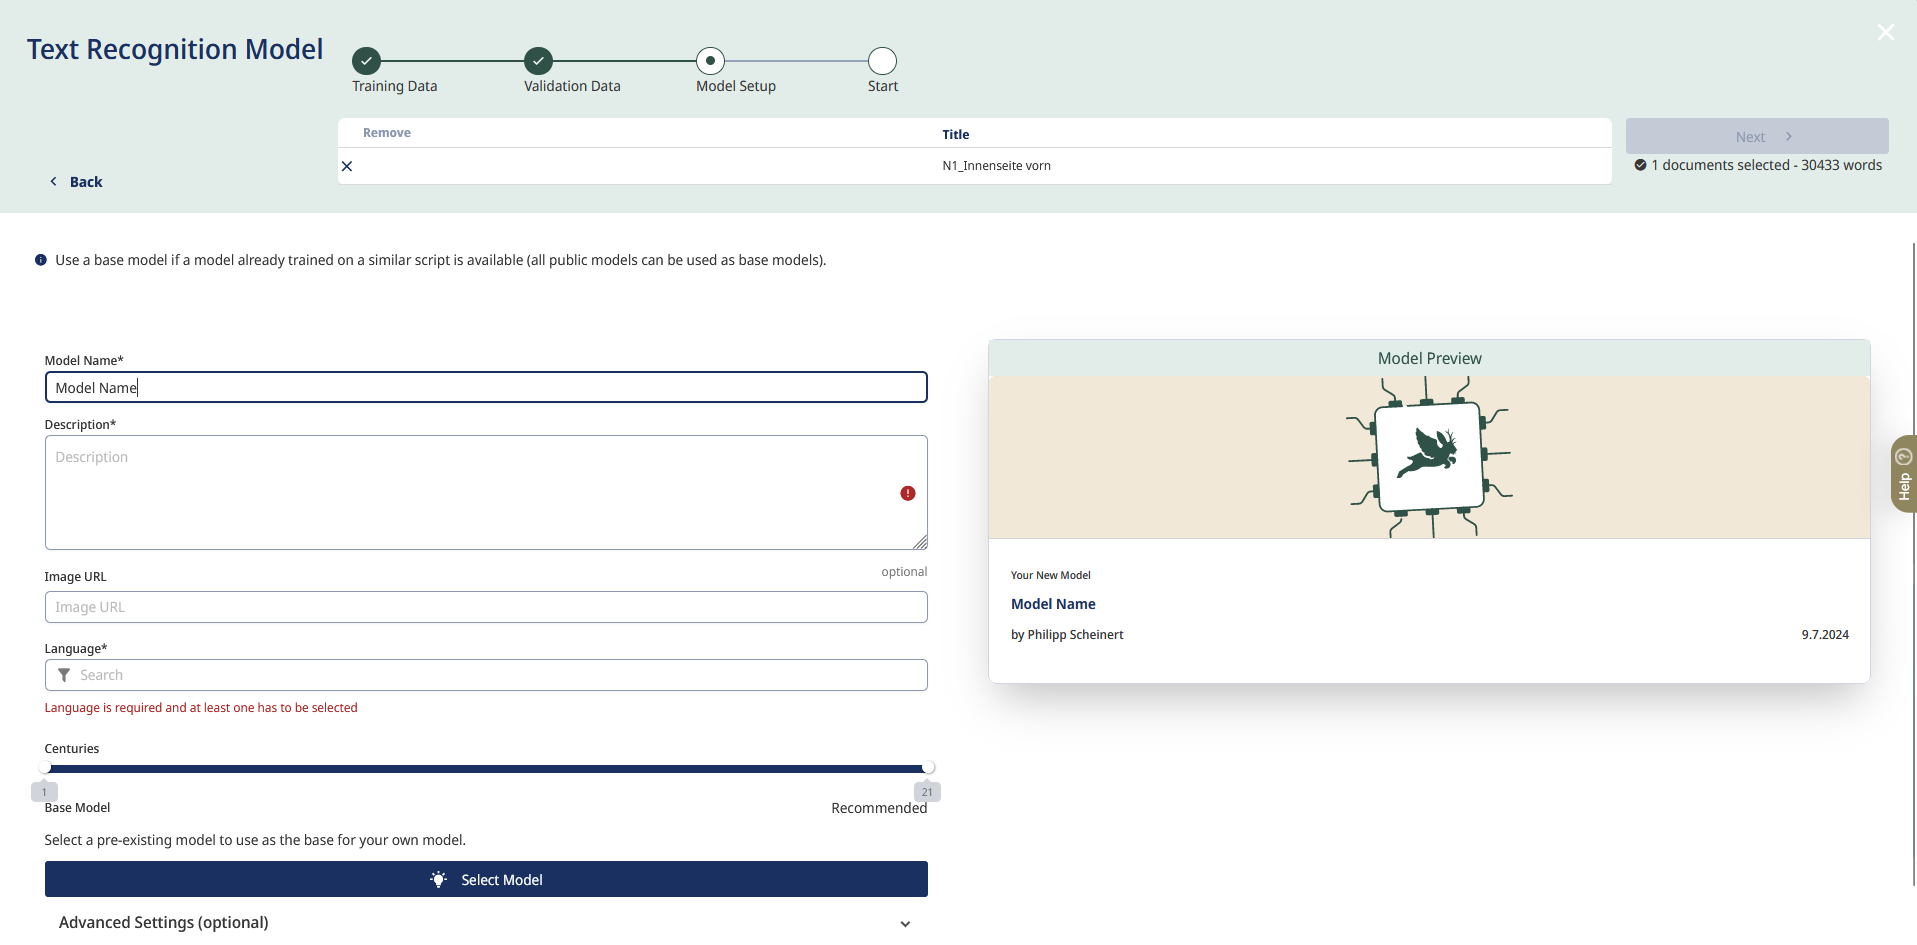 Text Recognition Model
Training Data
Validation Data
Model Setup
Start
Remove
Title
N1_Innenseite vorn
Next
1 documents selected - 30433 words
Back
Use a base model if a model already trained on a similar script is available (all public models can be used as base models).
Model Name*
Model Name
Description*
Description
Image URL
optional
Image URL
Language*
Search
Language is required and at least one has to be selected
Centuries
1
21
Base Model
Recommended
Select a pre-existing model to use as the base for your own model.
Select Model
Advanced Settings (optional)
Model Preview
Your New Model
Model Name
by Philipp Scheinert
9.7.2024
Help